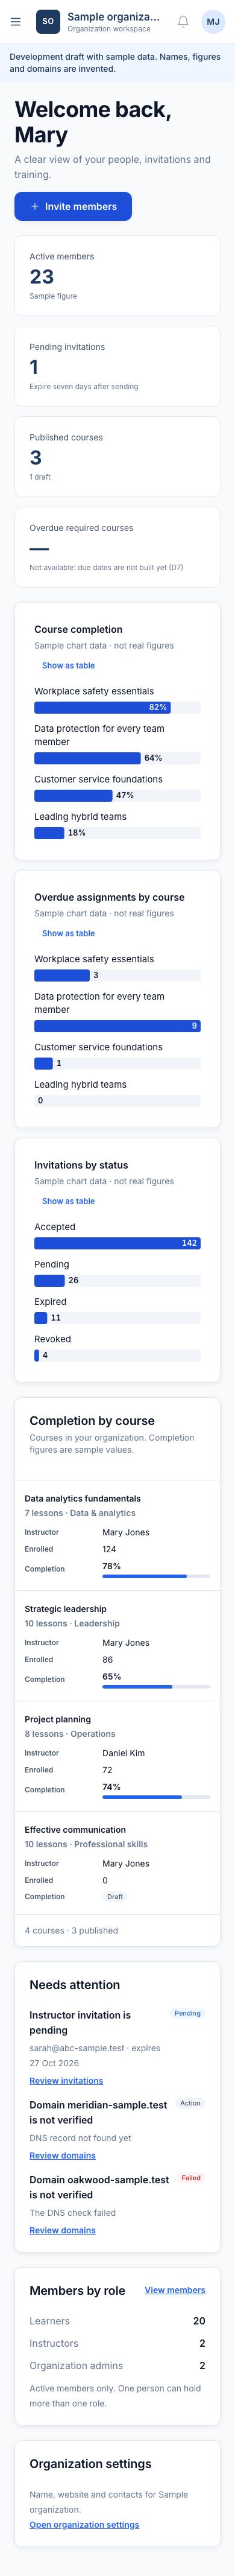 SO
Sample organiza...
Organization workspace
MJ
Development draft with sample data. Names, figures
and domains are invented.
Welcome back,
Mary
A clear view of your people, invitations and
training.
+ Invite members
Active members
23
Sample figure
Pending invitations
1
Expire seven days after sending
Published courses
3
1 draft
Overdue required courses
—
Not available: due dates are not built yet (D7)
Course completion
Sample chart data · not real figures
Show as table
Workplace safety essentials
82%
Data protection for every team
member
64%
Customer service foundations
47%
Leading hybrid teams
18%
Overdue assignments by course
Sample chart data · not real figures
Show as table
Workplace safety essentials
3
Data protection for every team
member
9
Customer service foundations
1
Leading hybrid teams
0
Invitations by status
Sample chart data · not real figures
Show as table
Accepted
142
Pending
26
Expired
11
Revoked
4
Completion by course
Courses in your organization. Completion
figures are sample values.
Data analytics fundamentals
7 lessons · Data & analytics
Instructor Mary Jones
Enrolled 124
Completion 78%
Strategic leadership
10 lessons · Leadership
Instructor Mary Jones
Enrolled 86
Completion 65%
Project planning
8 lessons · Operations
Instructor Daniel Kim
Enrolled 72
Completion 74%
Effective communication
10 lessons · Professional skills
Instructor Mary Jones
Enrolled 0
Completion Draft
4 courses · 3 published
Needs attention
Instructor invitation is Pending
pending
sarah@abc-sample.test · expires
27 Oct 2026
Review invitations
Domain meridian-sample.test Action
is not verified
DNS record not found yet
Review domains
Domain oakwood-sample.test Failed
is not verified
The DNS check failed
Review domains
Members by role View members
Learners 20
Instructors 2
Organization admins 2
Active members only. One person can hold
more than one role.
Organization settings
Name, website and contacts for Sample
organization.
Open organization settings